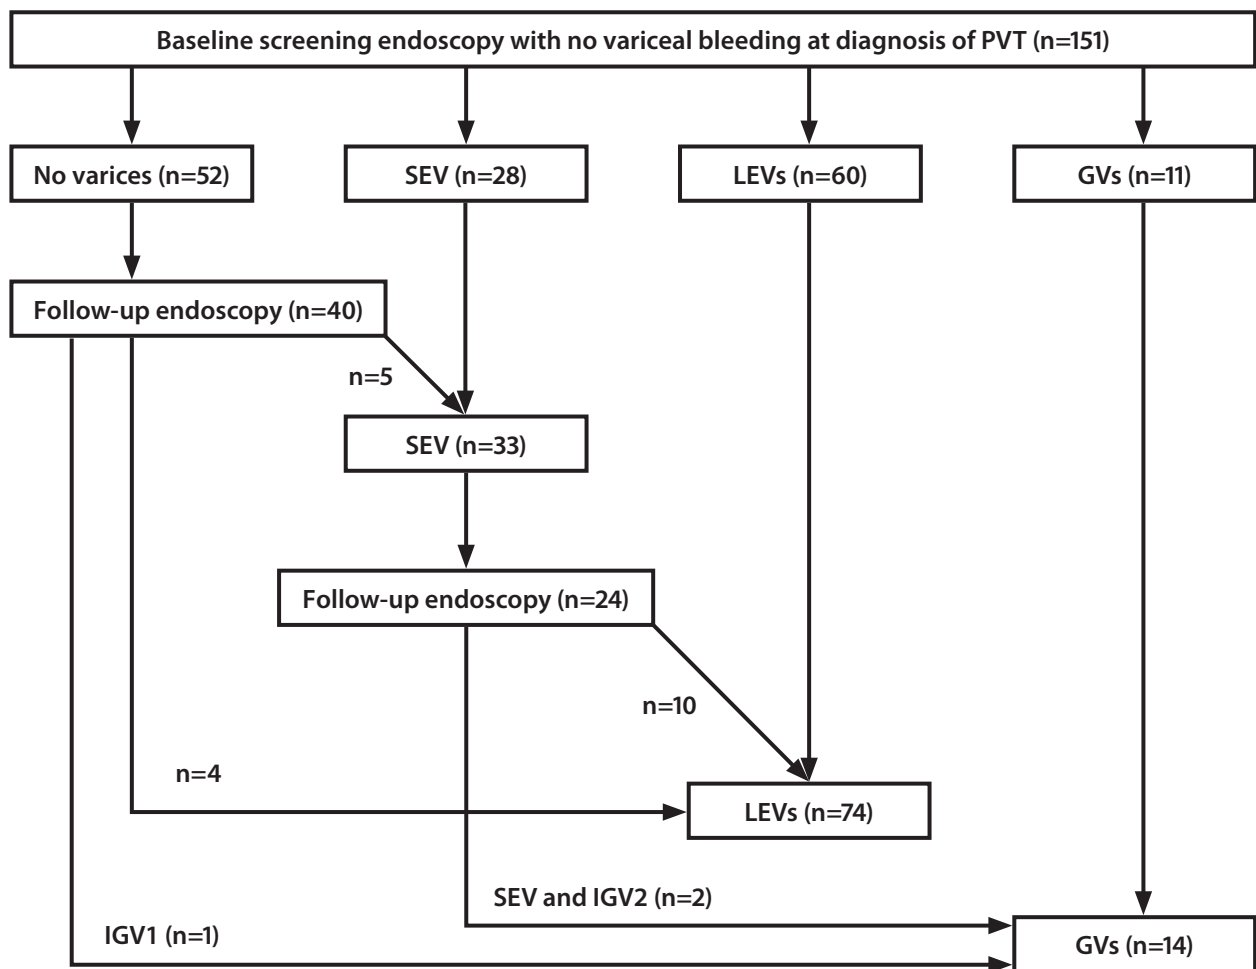 Baseline screening endoscopy with no variceal bleeding at diagnosis of PVT (n=151)
No varices (n=52)
SEV (n=28)
LEVs (n=60)
GVs (n=11)
Follow-up endoscopy (n=40)
n=5
SEV (n=33)
Follow-up endoscopy (n=24)
n=10
n=4
LEVs (n=74)
SEV and IGV2 (n=2)
IGV1 (n=1)
GVs (n=14)